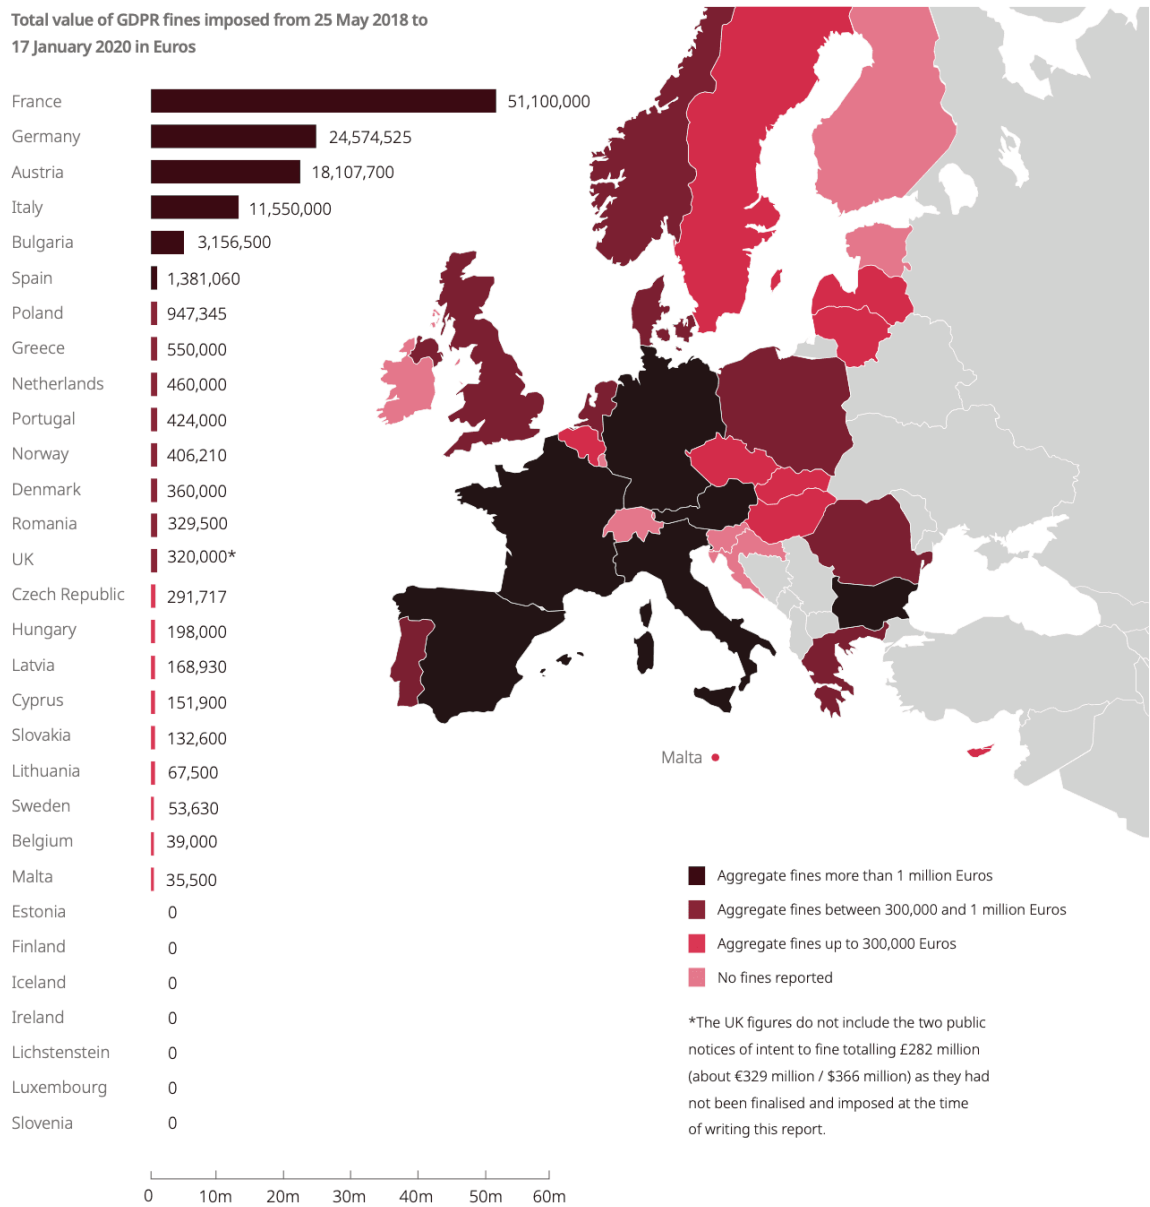 Total value of GDPR fines imposed from 25 May 2018 to
17 January 2020 in Euros
France 51,100,000
Germany 24,574,525
Austria 18,107,700
Italy 11,550,000
Bulgaria 3,156,500
Spain 1,381,060
Poland 947,345
Greece 550,000
Netherlands 460,000
Portugal 424,000
Norway 406,210
Denmark 360,000
Romania 329,500
UK 320,000*
Czech Republic 291,717
Hungary 198,000
Latvia 168,930
Cyprus 151,900
Slovakia 132,600
Lithuania 67,500
Sweden 53,630
Belgium 39,000
Malta 35,500
Estonia 0
Finland 0
Iceland 0
Ireland 0
Lichstenstein 0
Luxembourg 0
Slovenia 0
0 10m 20m 30m 40m 50m 60m
Malta
Aggregate fines more than 1 million Euros
Aggregate fines between 300,000 and 1 million Euros
Aggregate fines up to 300,000 Euros
No fines reported
*The UK figures do not include the two public
notices of intent to fine totalling £282 million
(about €329 million / $366 million) as they had
not been finalised and imposed at the time
of writing this report.